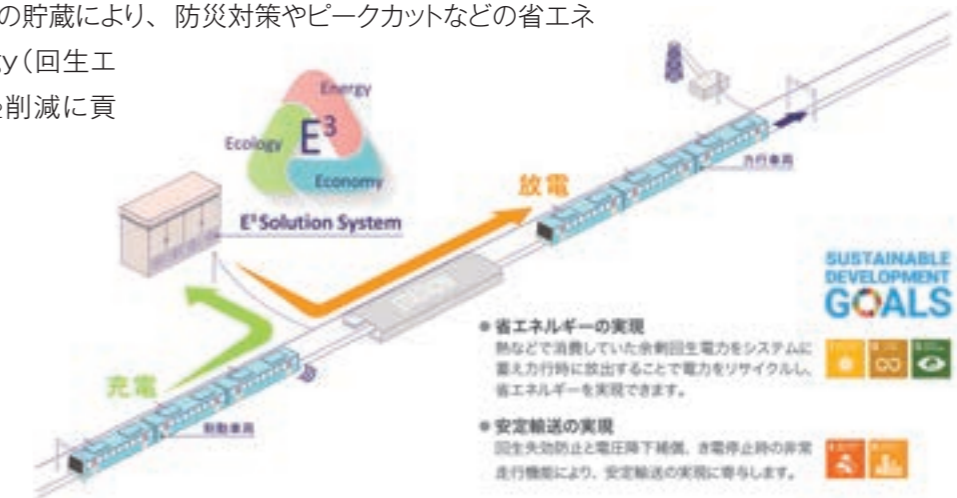 の貯蔵により、防災対策やピークカットなどの省エネ
gy（回生エ
削減に貢
Energy
Ecology
E³
Economy
E³ Solution System
放電
力行車両
充電
制動車両
SUSTAINABLE
DEVELOPMENT
GOALS
●省エネルギーの実現
熱などで消費していた余剰回生電力をシステムに
蓄え力行時に放出することで電力をリサイクルし、
省エネルギーを実現できます。
●安定輸送の実現
回生失効防止と電圧降下補償、き電停止時の非常
走行機能により、安定輸送の実現に寄与します。